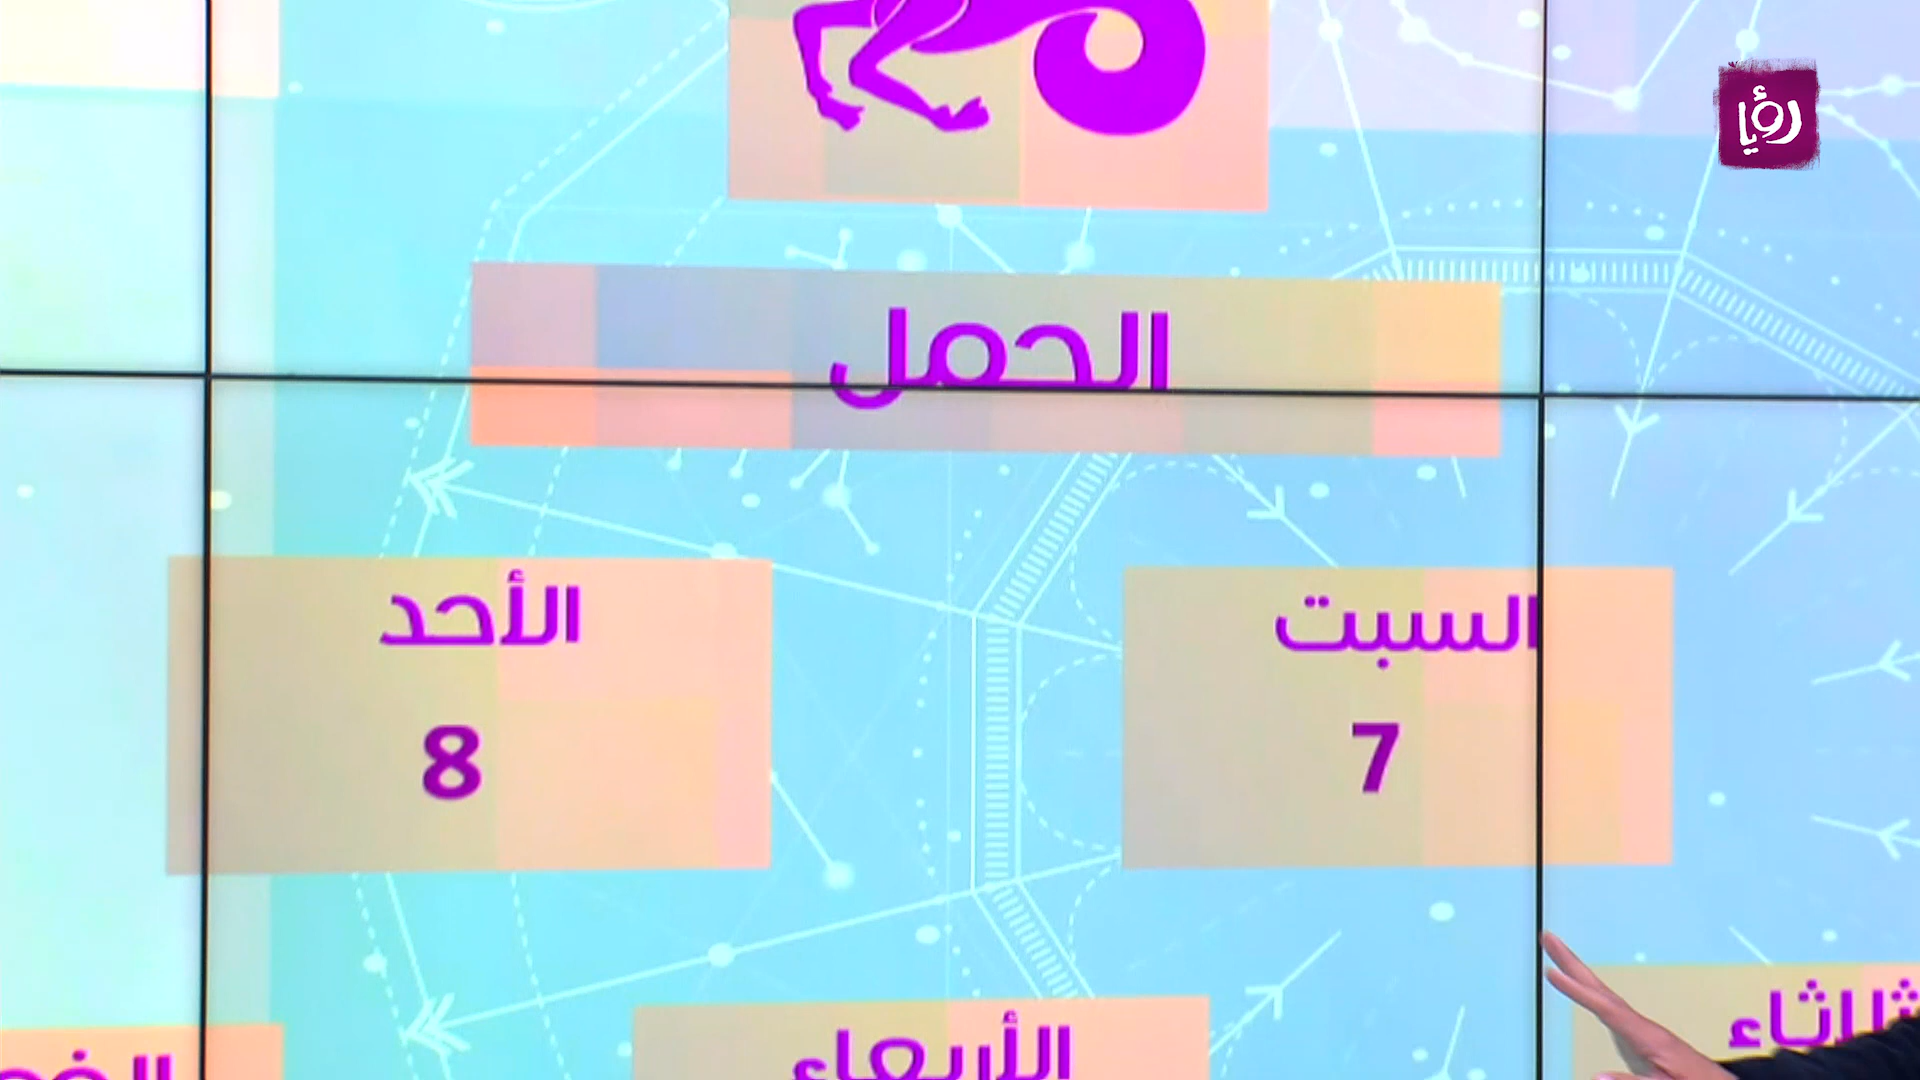 رؤيا
الحمل
السبت
7
الأحد
8
الأربعاء